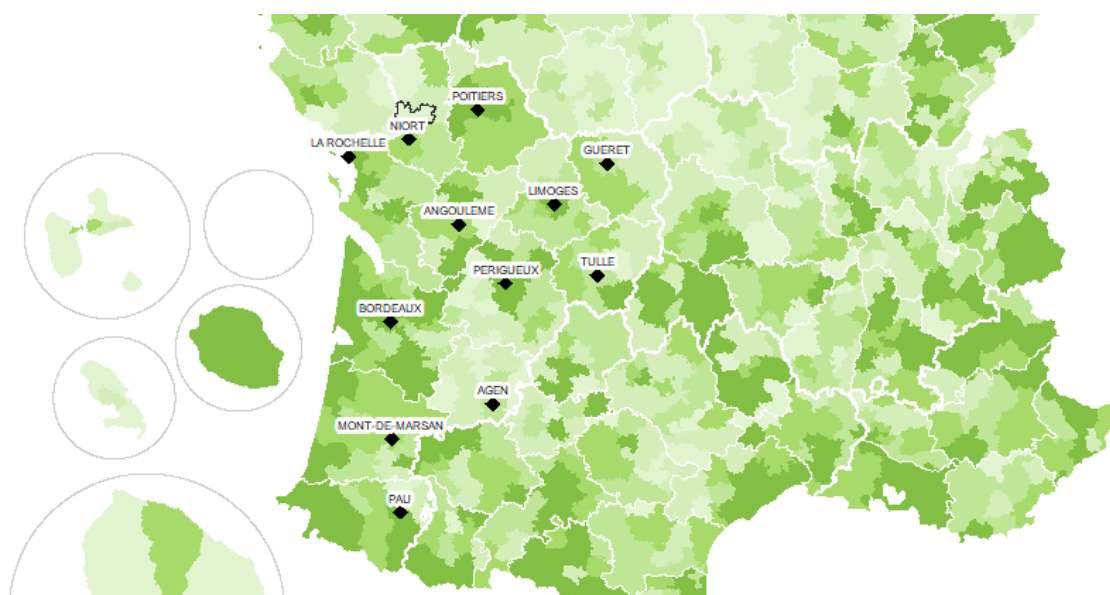 POITIERS
NIORT
LA ROCHELLE
GUERET
LIMOGES
ANGOULEME
TULLE
PERIGUEUX
BORDEAUX
AGEN
MONT-DE-MARSAN
PAU